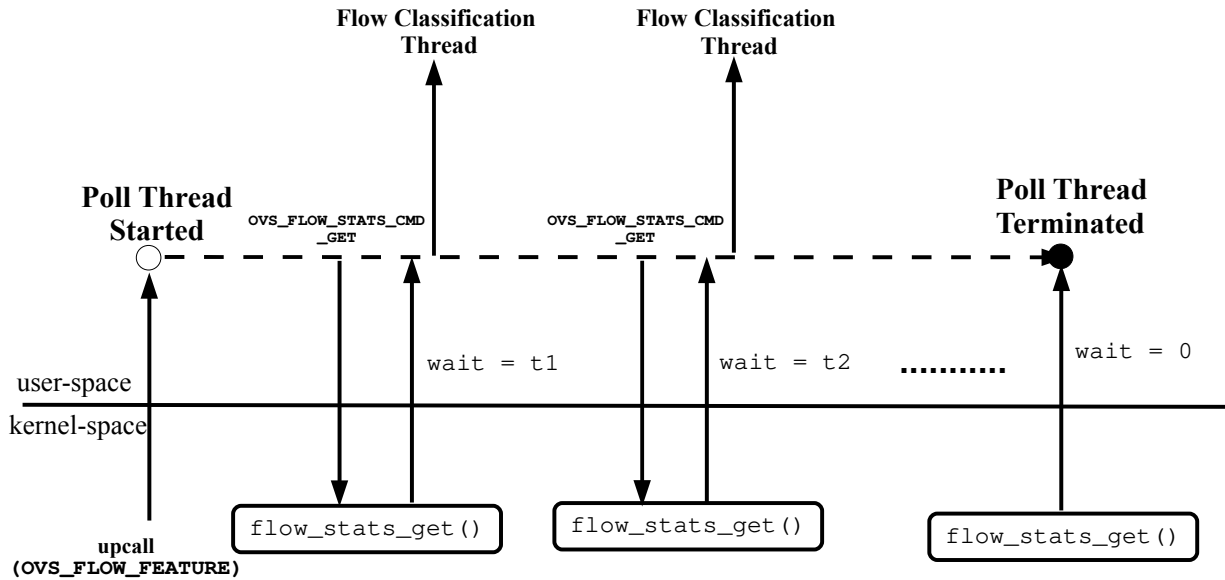 Flow Classification
Thread
Flow Classification
Thread
Poll Thread
Started
OVS_FLOW_STATS_CMD
_GET
OVS_FLOW_STATS_CMD
_GET
Poll Thread
Terminated
wait = t1
wait = t2
...........
wait = 0
user-space
kernel-space
flow_stats_get()
flow_stats_get()
flow_stats_get()
upcall
(OVS_FLOW_FEATURE)